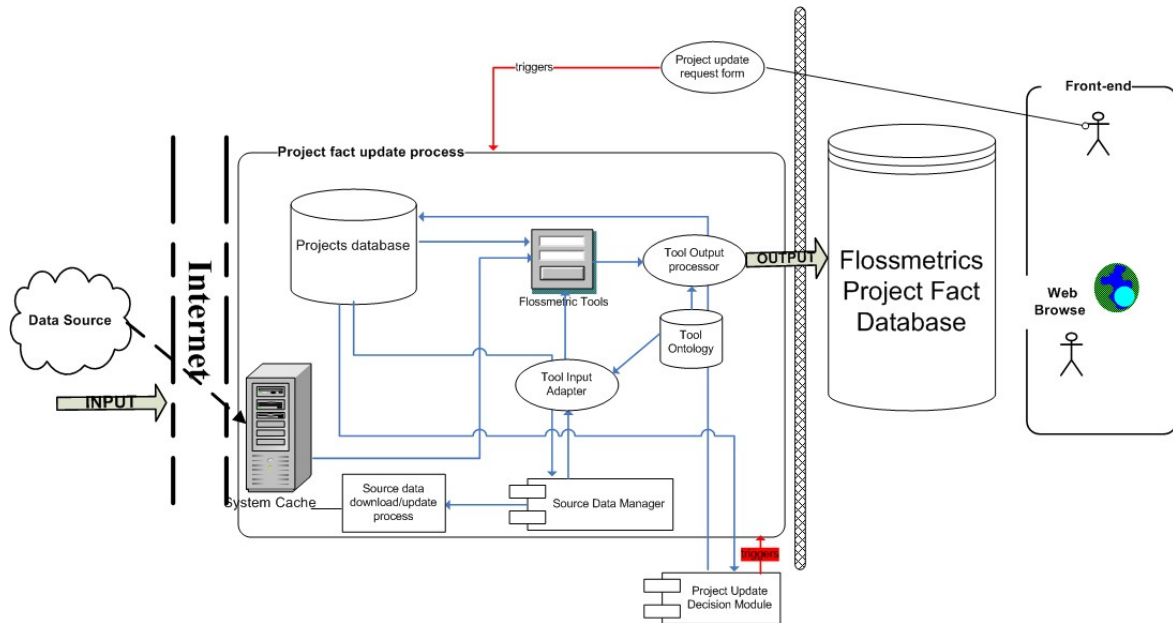 Project update
request form
triggers
Front-end
Project fact update process
Projects database
Flossmetric Tools
Tool Output
processor
OUTPUT
Flossmetrics
Project Fact
Database
Web
Browse
Internet
Data Source
INPUT
Tool
Ontology
Tool Input
Adapter
System Cache
Source data
download/update
process
Source Data Manager
triggers
Project Update
Decision Module